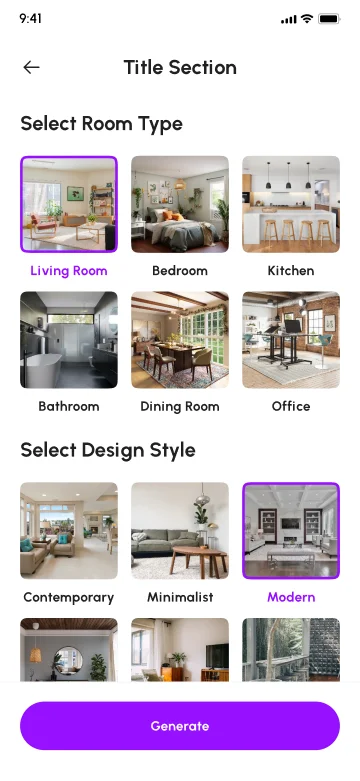 9:41
Title Section
Select Room Type
Living Room
Bedroom
Kitchen
Bathroom
Dining Room
Office
Select Design Style
Contemporary
Minimalist
Modern
Generate